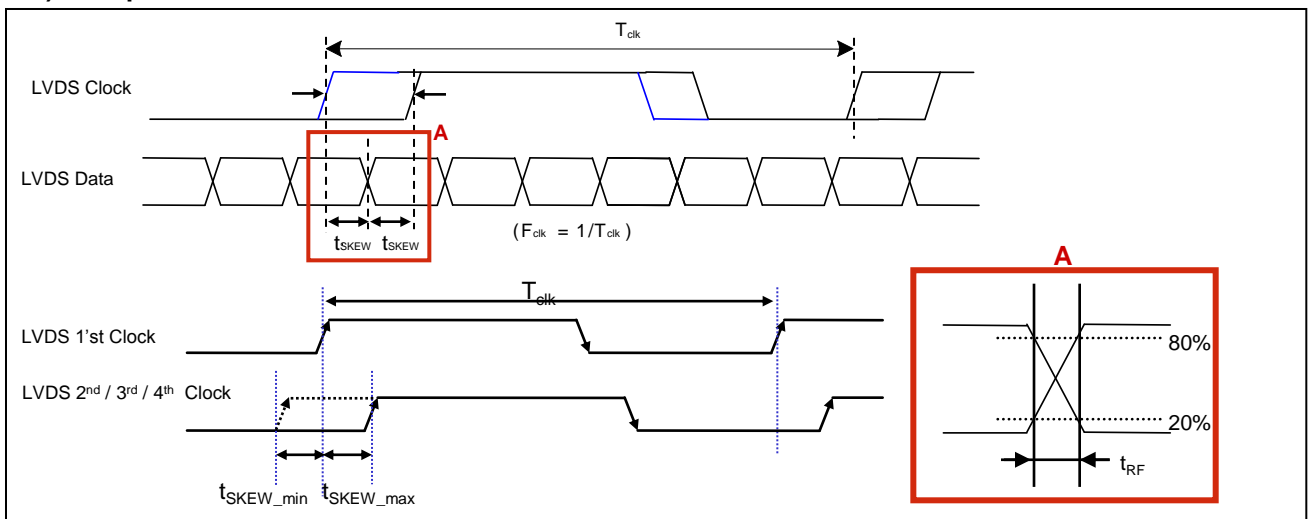 Tclk
LVDS Clock
A
LVDS Data
tSKEW tSKEW
(Fclk = 1/Tclk )
A
Tclk
LVDS 1'st Clock
80%
LVDS 2nd / 3rd / 4th Clock
20%
tRF
tSKEW_min tSKEW_max